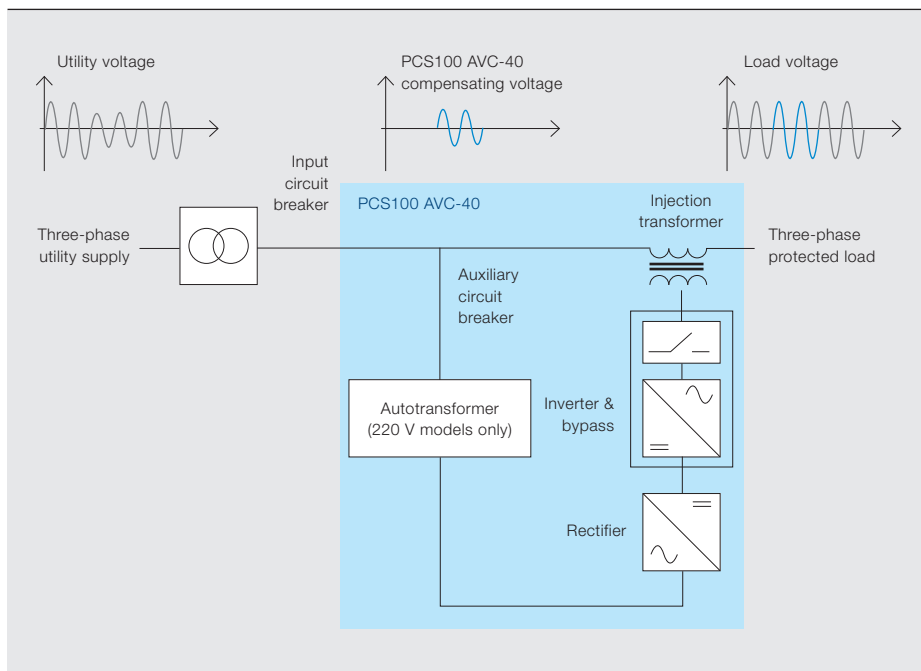 Utility voltage
PCS100 AVC-40
compensating voltage
Load voltage
Input
circuit
breaker
PCS100 AVC-40
Injection
transformer
Three-phase
utility supply
Three-phase
protected load
Auxiliary
circuit
breaker
Autotransformer
(220 V models only)
Inverter &
bypass
Rectifier